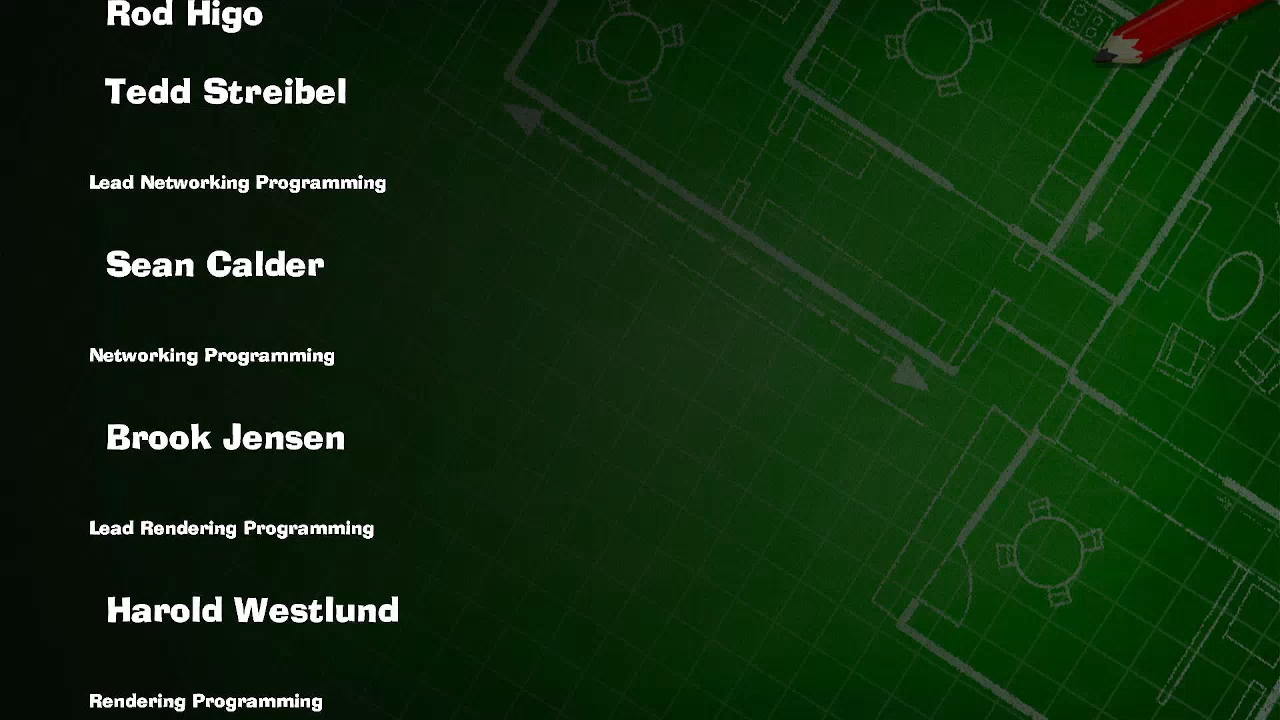 Rod Higo
Tedd Streibel
Lead Networking Programming
Sean Calder
Networking Programming
Brook Jensen
Lead Rendering Programming
Harold Westlund
Rendering Programming